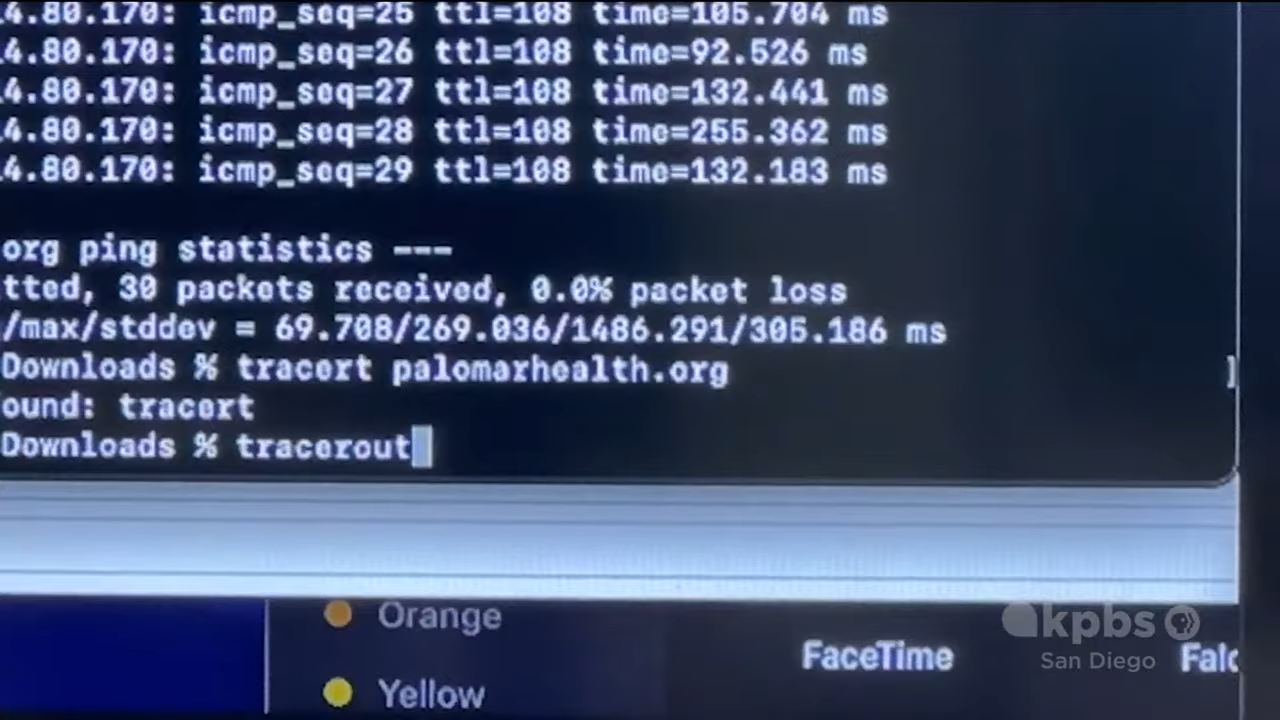 4.80.170: icmp_seq=25 ttl=108 time=105.704 ms
4.80.170: icmp_seq=26 ttl=108 time=92.526 ms
4.80.170: icmp_seq=27 ttl=108 time=132.441 ms
4.80.170: icmp_seq=28 ttl=108 time=255.362 ms
4.80.170: icmp_seq=29 ttl=108 time=132.183 ms
org ping statistics ---
tted, 30 packets received, 0.0% packet loss
/max/stddev = 69.708/269.036/1486.291/305.186 ms
Downloads % tracert palomarhealth.org
ound: tracert
Downloads % tracerout
Orange
Yellow
FaceTime
Falc
kpbs
San Diego